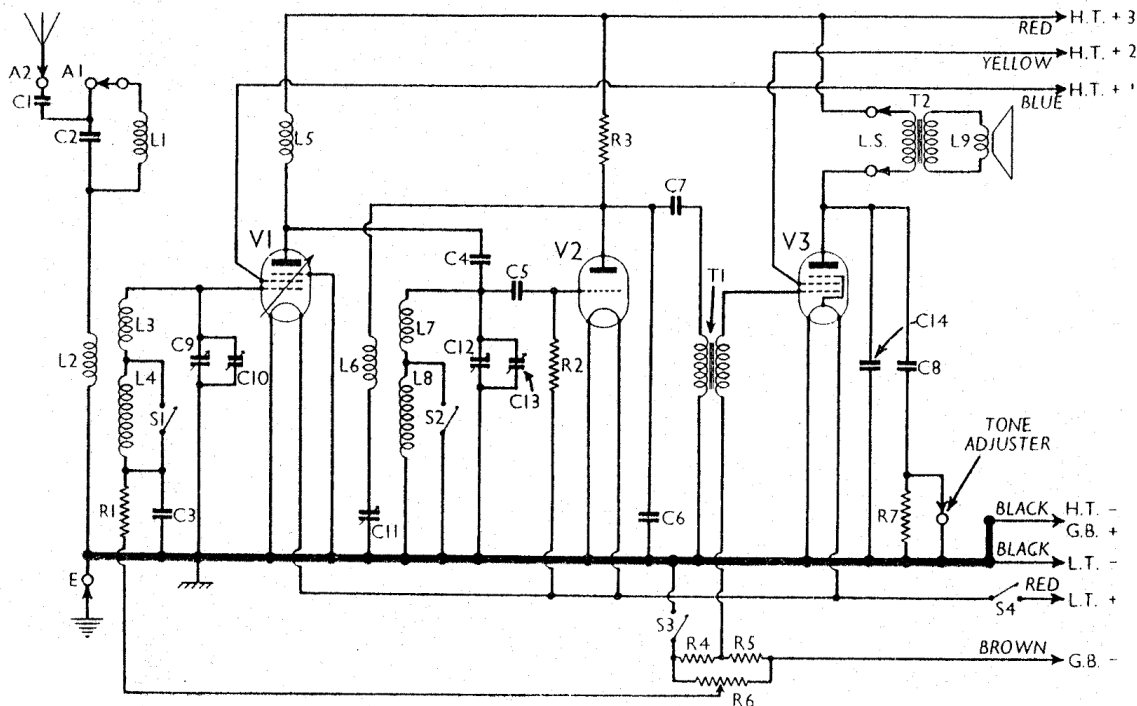 H.T. + 3
RED
H.T. + 2
YELLOW
H.T. +
BLUE
A2
A1
C1
C2
L1
L5
R3
T2
L.S.
L9
C7
V1
V2
V3
C4
C5
T1
C14
L3
L7
C9
C10
L2
L4
S1
L6
L8
C12
C13
S2
R2
C8
TONE
ADJUSTER
R1
C3
C11
C6
R7
BLACK
H.T. -
G.B. +
BLACK
L.T. -
E
RED
L.T. +
S4
S3
R4
R5
BROWN
G.B. -
R6